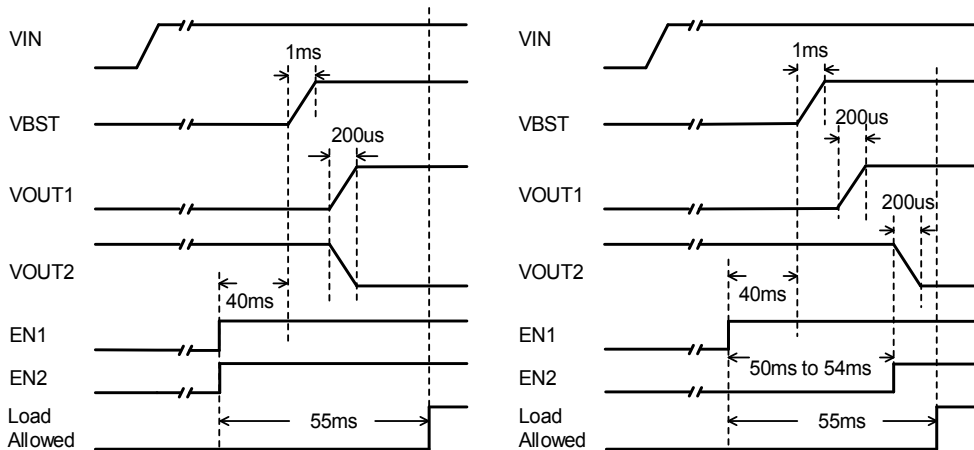 VIN
1ms
VBST
200us
VOUT1
VOUT2
40ms
EN1
EN2
Load
Allowed
55ms
VIN
1ms
VBST
200us
VOUT1
200us
VOUT2
40ms
EN1
50ms to 54ms
EN2
Load
Allowed
55ms